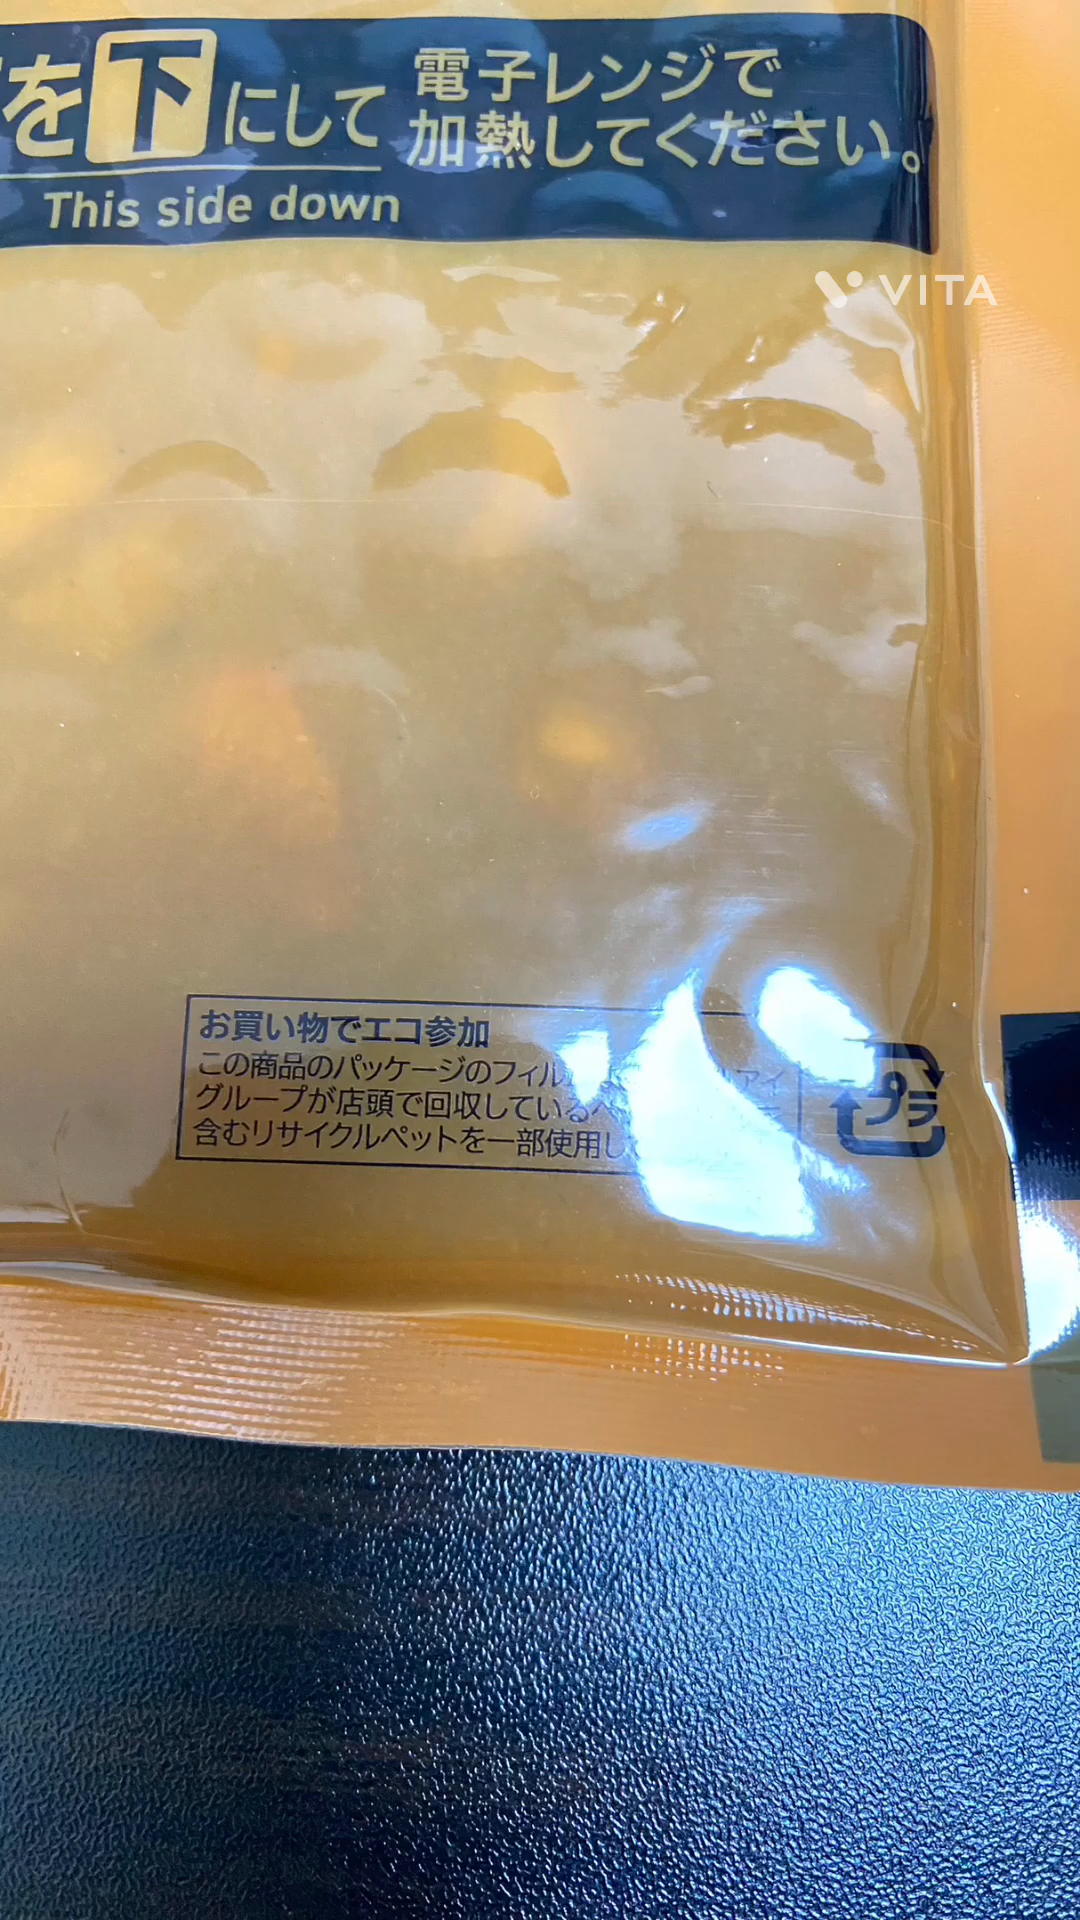 を下にして
電子レンジで
加熱してください。
This side down
VITA
お買い物でエコ参加
この商品のパッケージのフィル
グループが店頭で回収している
含むリサイクルペットを一部使用し
プラ